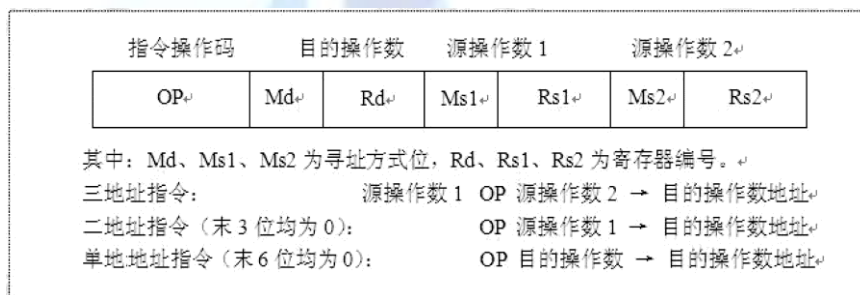 指令操作码 目的操作数 源操作数 1 源操作数 2↵
OP↵ Md↵ Rd↵ Ms1↵ Rs1↵ Ms2↵ Rs2↵
其中：Md、Ms1、Ms2 为寻址方式位，Rd、Rs1、Rs2 为寄存器编号。↵
三地址指令： 源操作数 1 OP 源操作数 2 → 目的操作数地址↵
二地址指令（末 3 位均为 0）： OP 源操作数 1 → 目的操作数地址↵
单地址指令（末 6 位均为 0）： OP 目的操作数 → 目的操作数地址↵